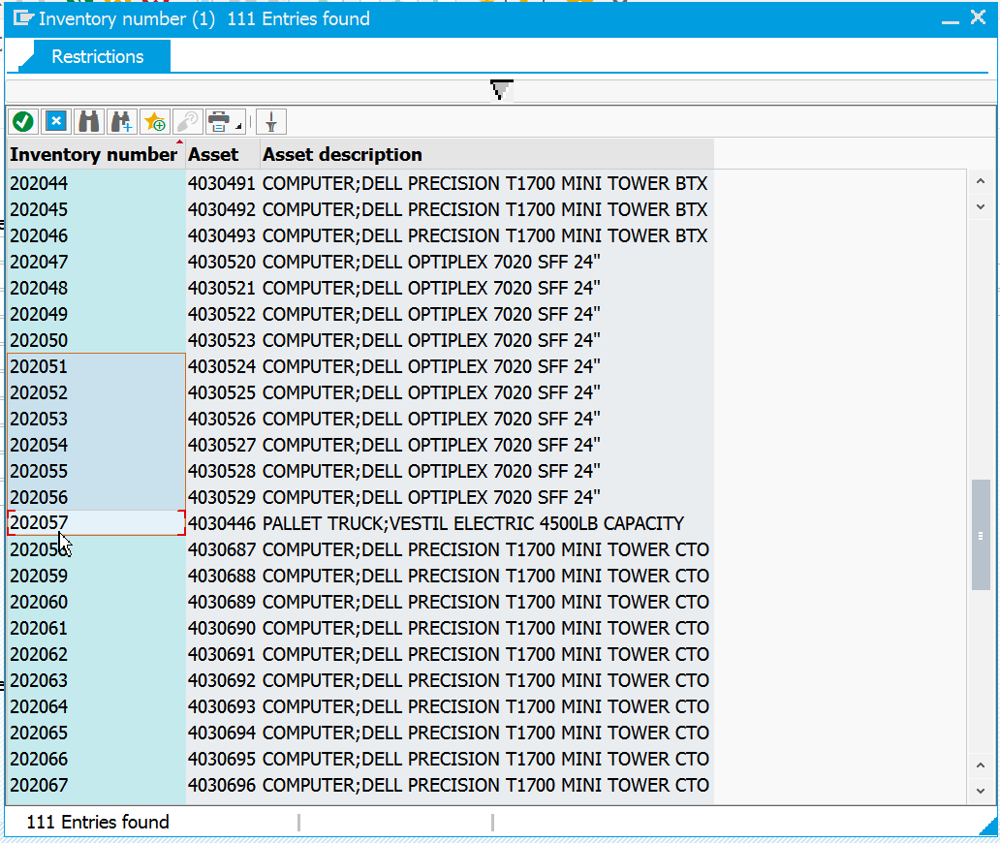 Inventory number (1) 111 Entries found
Restrictions
Inventory number Asset Asset description
202044 4030491 COMPUTER;DELL PRECISION T1700 MINI TOWER BTX
202045 4030492 COMPUTER;DELL PRECISION T1700 MINI TOWER BTX
202046 4030493 COMPUTER;DELL PRECISION T1700 MINI TOWER BTX
202047 4030520 COMPUTER;DELL OPTIPLEX 7020 SFF 24"
202048 4030521 COMPUTER;DELL OPTIPLEX 7020 SFF 24"
202049 4030522 COMPUTER;DELL OPTIPLEX 7020 SFF 24"
202050 4030523 COMPUTER;DELL OPTIPLEX 7020 SFF 24"
202051 4030524 COMPUTER;DELL OPTIPLEX 7020 SFF 24"
202052 4030525 COMPUTER;DELL OPTIPLEX 7020 SFF 24"
202053 4030526 COMPUTER;DELL OPTIPLEX 7020 SFF 24"
202054 4030527 COMPUTER;DELL OPTIPLEX 7020 SFF 24"
202055 4030528 COMPUTER;DELL OPTIPLEX 7020 SFF 24"
202056 4030529 COMPUTER;DELL OPTIPLEX 7020 SFF 24"
202057 4030446 PALLET TRUCK;VESTIL ELECTRIC 4500LB CAPACITY
202058 4030687 COMPUTER;DELL PRECISION T1700 MINI TOWER CTO
202059 4030688 COMPUTER;DELL PRECISION T1700 MINI TOWER CTO
202060 4030689 COMPUTER;DELL PRECISION T1700 MINI TOWER CTO
202061 4030690 COMPUTER;DELL PRECISION T1700 MINI TOWER CTO
202062 4030691 COMPUTER;DELL PRECISION T1700 MINI TOWER CTO
202063 4030692 COMPUTER;DELL PRECISION T1700 MINI TOWER CTO
202064 4030693 COMPUTER;DELL PRECISION T1700 MINI TOWER CTO
202065 4030694 COMPUTER;DELL PRECISION T1700 MINI TOWER CTO
202066 4030695 COMPUTER;DELL PRECISION T1700 MINI TOWER CTO
202067 4030696 COMPUTER;DELL PRECISION T1700 MINI TOWER CTO
111 Entries found